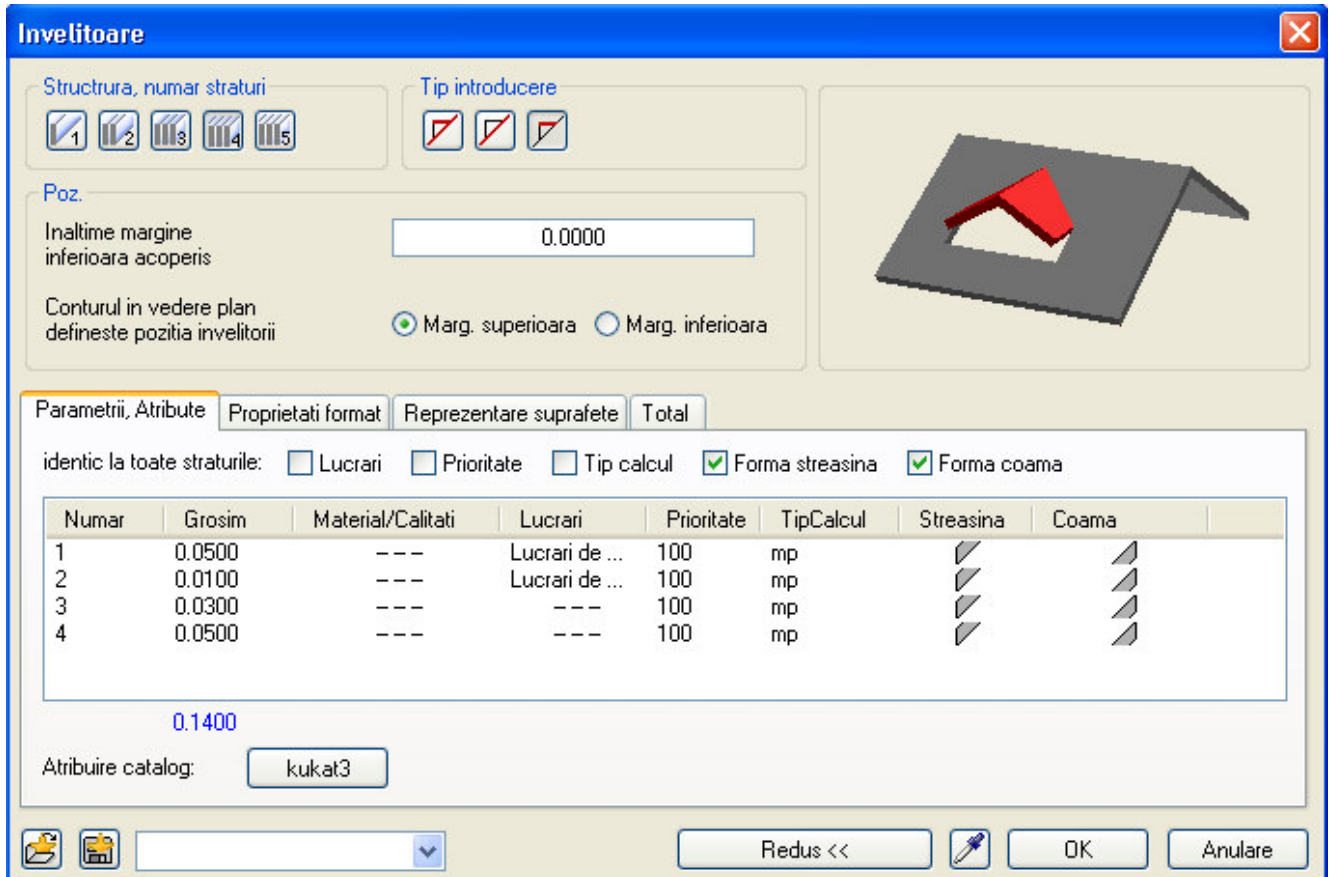 Invelitoare
Structrura, numar straturi
Tip introducere
1 2 3 4 5
Poz.
Inaltime margine
inferioara acoperis
0.0000
Conturul in vedere plan
defineste pozitia invelitorii
Marg. superioara Marg. inferioara
Parametrii, Atribute Proprietati format Reprezentare suprafete Total
identic la toate straturile: Lucrari Prioritate Tip calcul Forma streasina Forma coama
Numar Grosim Material/Calitati Lucrari Prioritate TipCalcul Streasina Coama
1 0.0500 --- Lucrari de ... 100 mp
2 0.0100 --- Lucrari de ... 100 mp
3 0.0300 --- --- 100 mp
4 0.0500 --- --- 100 mp
0.1400
Atribuire catalog: kukat3
Redus << OK Anulare